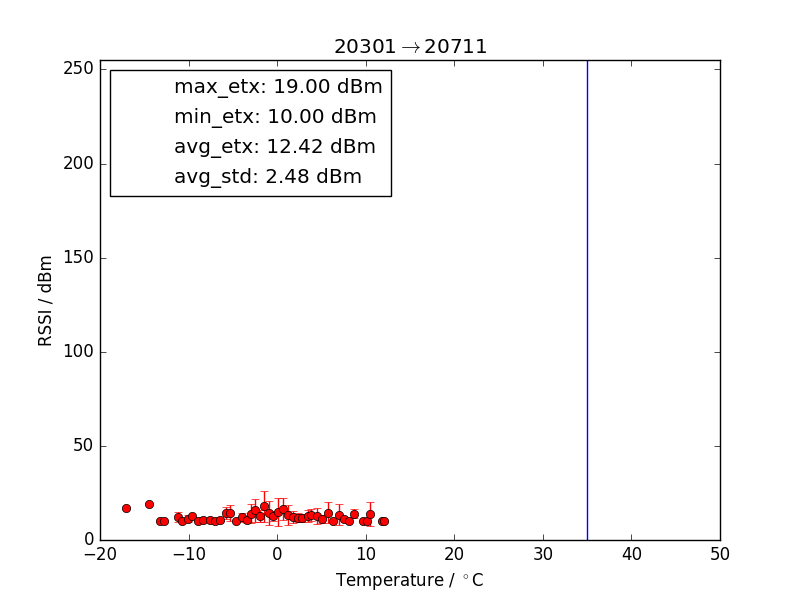 20301→20711
max_etx: 19.00 dBm
min_etx: 10.00 dBm
avg_etx: 12.42 dBm
avg_std: 2.48 dBm
RSSI / dBm
250
200
150
100
50
0
−20 −10 0 10 20 30 40 50
Temperature / °C